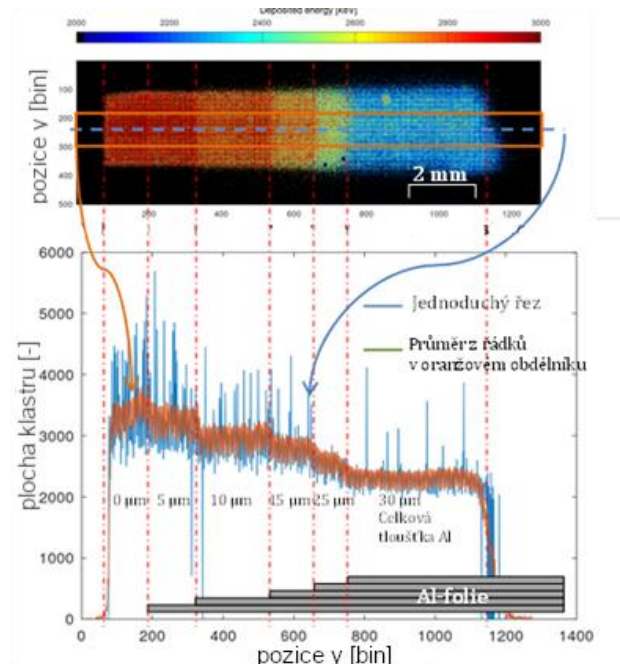 Deposited energy [keV]
2000 2200 2400 2600 2800 3000
pozice y [bin]
100
200
300
400
500
2 mm
200 400 600 800 1000 1200
plocha klastru [-]
6000
5000
4000
3000
2000
1000
0
Jednoduchý řez
Průměr z řádků
v oranžovém obdélníku
0 µm 5 µm 10 µm 45 µm 25 µm 30 µm
Celková
tloušťka Al
Al-folie
0 200 400 600 800 1000 1200 1400
pozice y [bin]